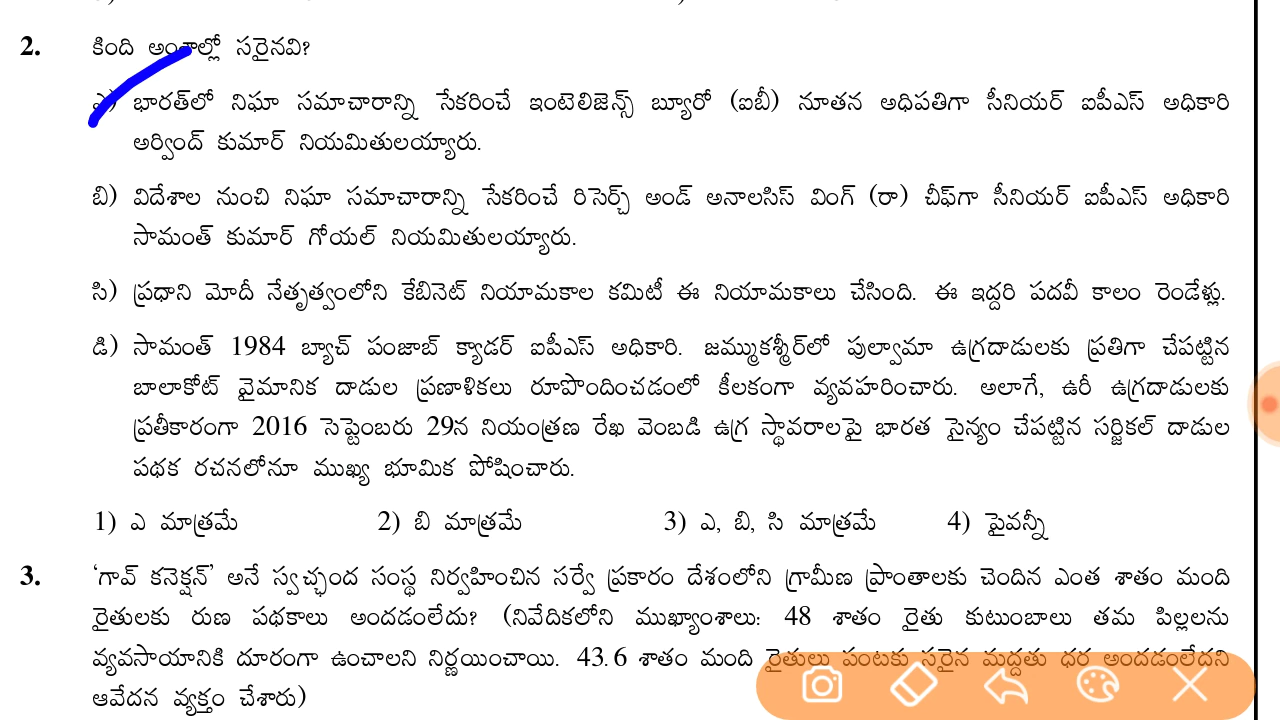 2. కింది అంశాల్లో సరైనవి?
ఎ) భారత్‌లో నిఘా సమాచారాన్ని సేకరించే ఇంటెలిజెన్స్ బ్యూరో (ఐబీ) నూతన అధిపతిగా సీనియర్ ఐపీఎస్ అధికారి
అర్వింద్ కుమార్ నియమితులయ్యారు.
బి) విదేశాల నుంచి నిఘా సమాచారాన్ని సేకరించే రిసెర్చ్ అండ్ అనాలసిస్ వింగ్ (రా) చీఫ్‌గా సీనియర్ ఐపీఎస్ అధికారి
సామంత్ కుమార్ గోయల్ నియమితులయ్యారు.
సి) ప్రధాని మోదీ నేతృత్వంలోని కేబినెట్ నియామకాల కమిటీ ఈ నియామకాలు చేసింది. ఈ ఇద్దరి పదవీ కాలం రెండేళ్లు.
డి) సామంత్ 1984 బ్యాచ్ పంజాబ్ క్యాడర్ ఐపీఎస్ అధికారి. జమ్ముకశ్మీర్‌లో పుల్వామా ఉగ్రదాడులకు ప్రతిగా చేపట్టిన
బాలాకోట్ వైమానిక దాడుల ప్రణాళికలు రూపొందించడంలో కీలకంగా వ్యవహరించారు. అలాగే, ఉరీ ఉగ్రదాడులకు
ప్రతీకారంగా 2016 సెప్టెంబరు 29న నియంత్రణ రేఖ వెంబడి ఉగ్ర స్థావరాలపై భారత సైన్యం చేపట్టిన సర్జికల్ దాడుల
పథక రచనలోనూ ముఖ్య భూమిక పోషించారు.
1) ఎ మాత్రమే 2) బి మాత్రమే 3) ఎ, బి, సి మాత్రమే 4) పైవన్నీ
3. ‘గావ్ కనెక్షన్’ అనే స్వచ్ఛంద సంస్థ నిర్వహించిన సర్వే ప్రకారం దేశంలోని గ్రామీణ ప్రాంతాలకు చెందిన ఎంత శాతం మంది
రైతులకు రుణ పథకాలు అందడంలేదు? (నివేదికలోని ముఖ్యాంశాలు: 48 శాతం రైతు కుటుంబాలు తమ పిల్లలను
వ్యవసాయానికి దూరంగా ఉంచాలని నిర్ణయించాయి. 43.6 శాతం మంది రైతులు పంటకు సరైన మద్దతు ధర అందడంలేదని
ఆవేదన వ్యక్తం చేశారు)